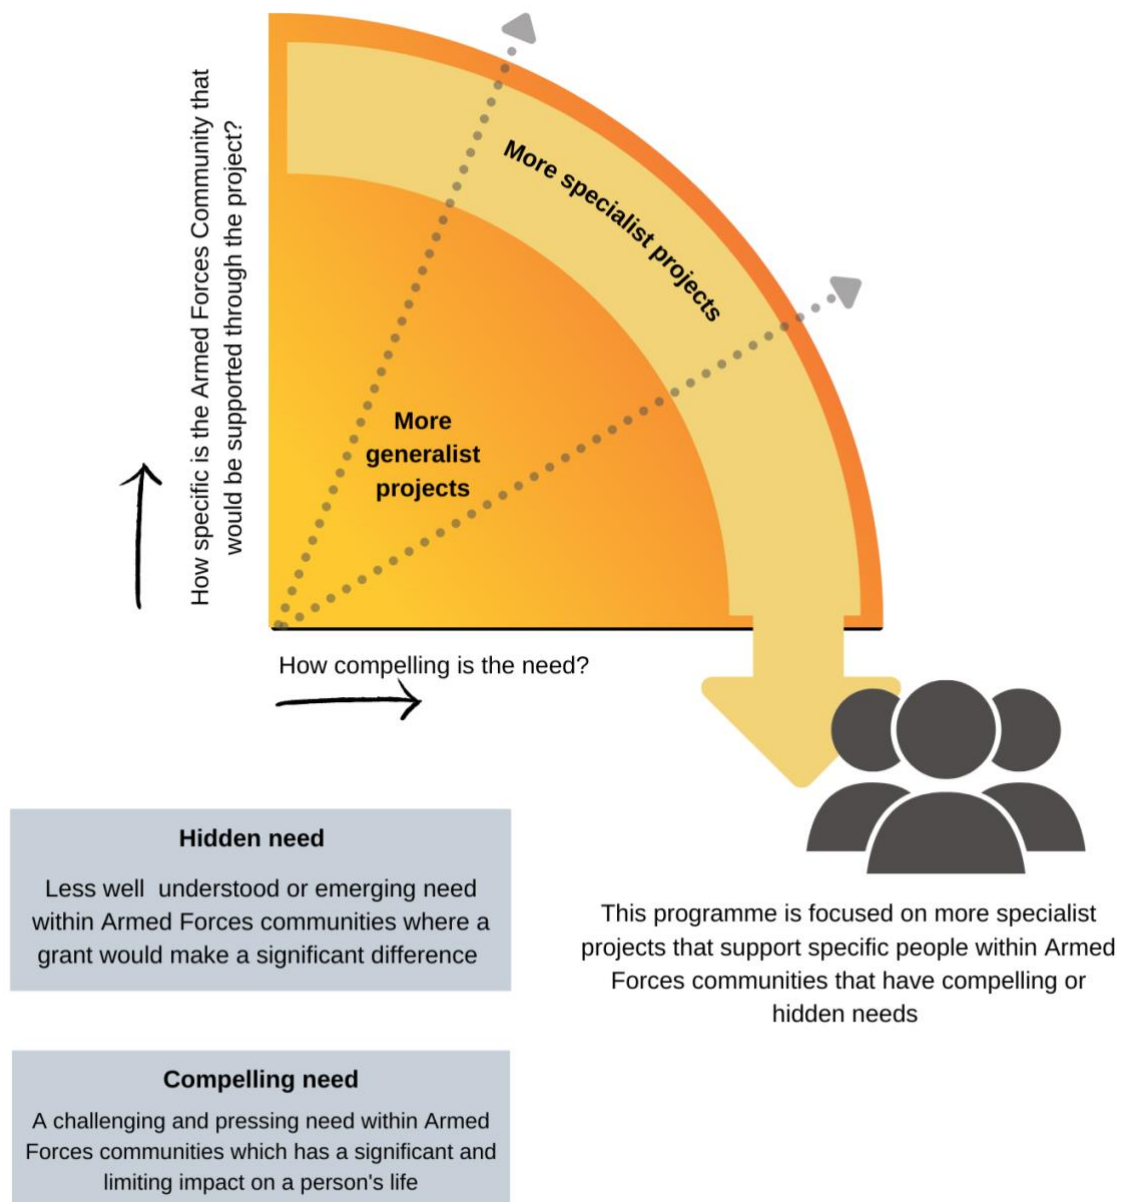 How specific is the Armed Forces Community that
would be supported through the project?
More specialist projects
More
generalist
projects
How compelling is the need?
Hidden need
Less well understood or emerging need
within Armed Forces communities where a
grant would make a significant difference
This programme is focused on more specialist
projects that support specific people within Armed
Forces communities that have compelling or
hidden needs
Compelling need
A challenging and pressing need within Armed
Forces communities which has a significant and
limiting impact on a person's life